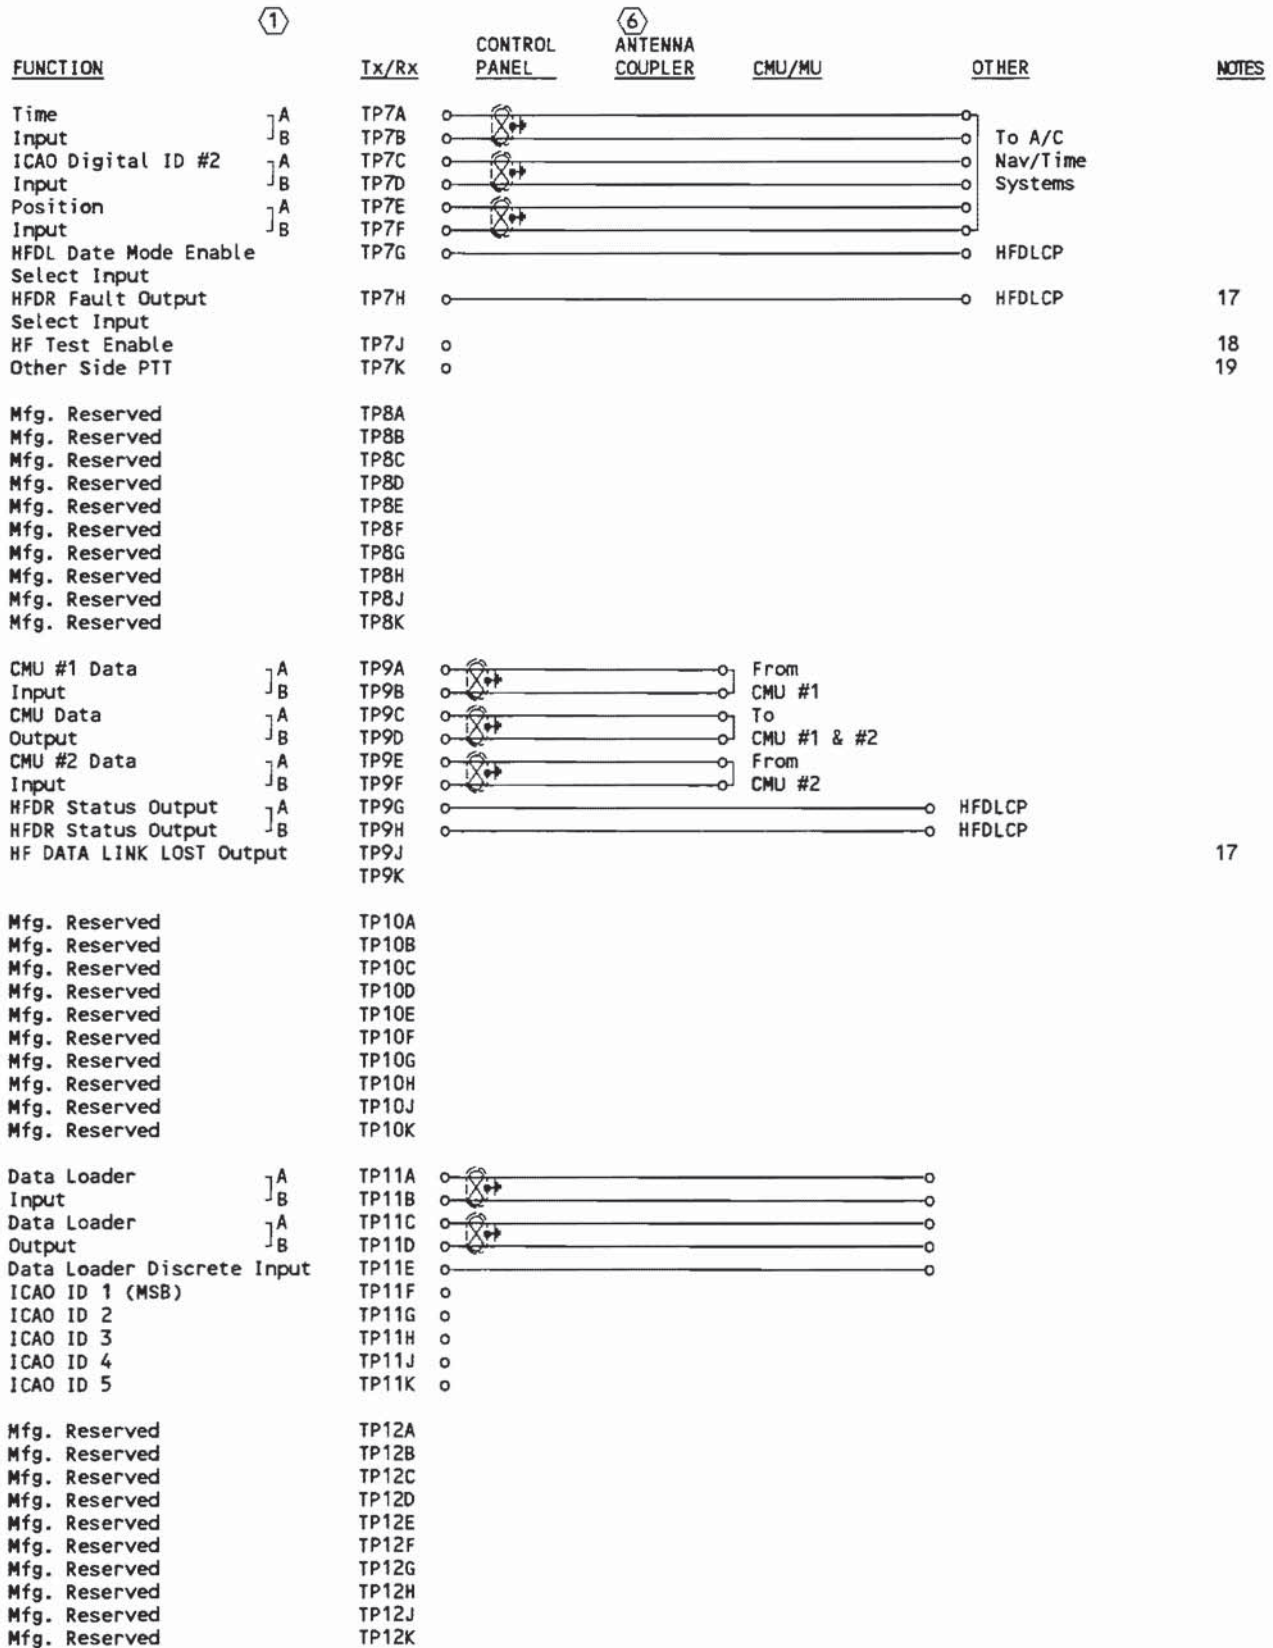 1 6
CONTROL ANTENNA
FUNCTION Tx/Rx PANEL COUPLER CMU/MU OTHER NOTES
Time A TP7A
Input B TP7B To A/C
ICAO Digital ID #2 A TP7C Nav/Time
Input B TP7D Systems
Position A TP7E
Input B TP7F
HFDL Date Mode Enable TP7G HFDLCP
Select Input
HFDR Fault Output TP7H HFDLCP 17
Select Input
HF Test Enable TP7J 18
Other Side PTT TP7K 19
Mfg. Reserved TP8A
Mfg. Reserved TP8B
Mfg. Reserved TP8C
Mfg. Reserved TP8D
Mfg. Reserved TP8E
Mfg. Reserved TP8F
Mfg. Reserved TP8G
Mfg. Reserved TP8H
Mfg. Reserved TP8J
Mfg. Reserved TP8K
CMU #1 Data A TP9A From
Input B TP9B CMU #1
CMU Data A TP9C To
Output B TP9D CMU #1 & #2
CMU #2 Data A TP9E From
Input B TP9F CMU #2
HFDR Status Output A TP9G HFDLCP
HFDR Status Output B TP9H HFDLCP
HF DATA LINK LOST Output TP9J 17
TP9K
Mfg. Reserved TP10A
Mfg. Reserved TP10B
Mfg. Reserved TP10C
Mfg. Reserved TP10D
Mfg. Reserved TP10E
Mfg. Reserved TP10F
Mfg. Reserved TP10G
Mfg. Reserved TP10H
Mfg. Reserved TP10J
Mfg. Reserved TP10K
Data Loader A TP11A
Input B TP11B
Data Loader A TP11C
Output B TP11D
Data Loader Discrete Input TP11E
ICAO ID 1 (MSB) TP11F
ICAO ID 2 TP11G
ICAO ID 3 TP11H
ICAO ID 4 TP11J
ICAO ID 5 TP11K
Mfg. Reserved TP12A
Mfg. Reserved TP12B
Mfg. Reserved TP12C
Mfg. Reserved TP12D
Mfg. Reserved TP12E
Mfg. Reserved TP12F
Mfg. Reserved TP12G
Mfg. Reserved TP12H
Mfg. Reserved TP12J
Mfg. Reserved TP12K